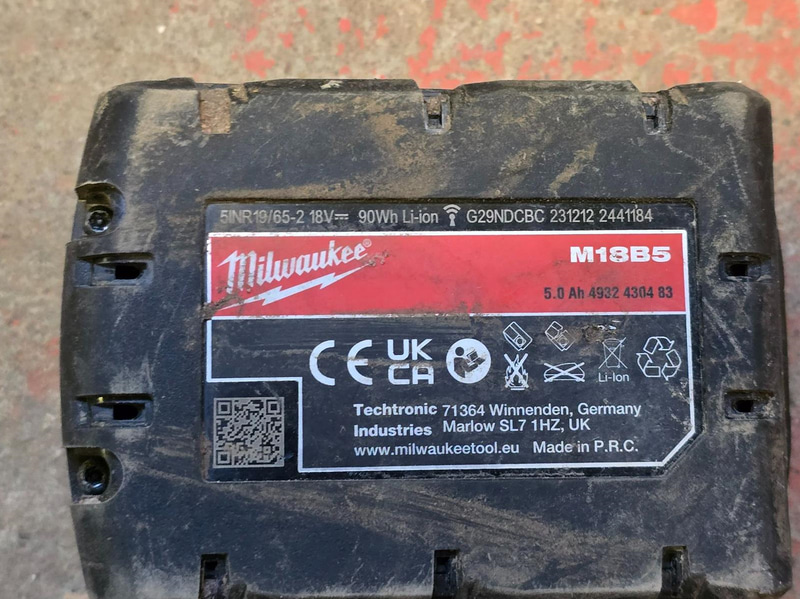 5INR19/65-2 18V⎓ 90Wh Li-ion G29NDCBC 231212 2441184
Milwaukee®
M18B5
5.0 Ah 4932 4304 83
CE UK CA
Li-Ion
Techtronic Industries
71364 Winnenden, Germany
Marlow SL7 1HZ, UK
www.milwaukeetool.eu Made in P.R.C.